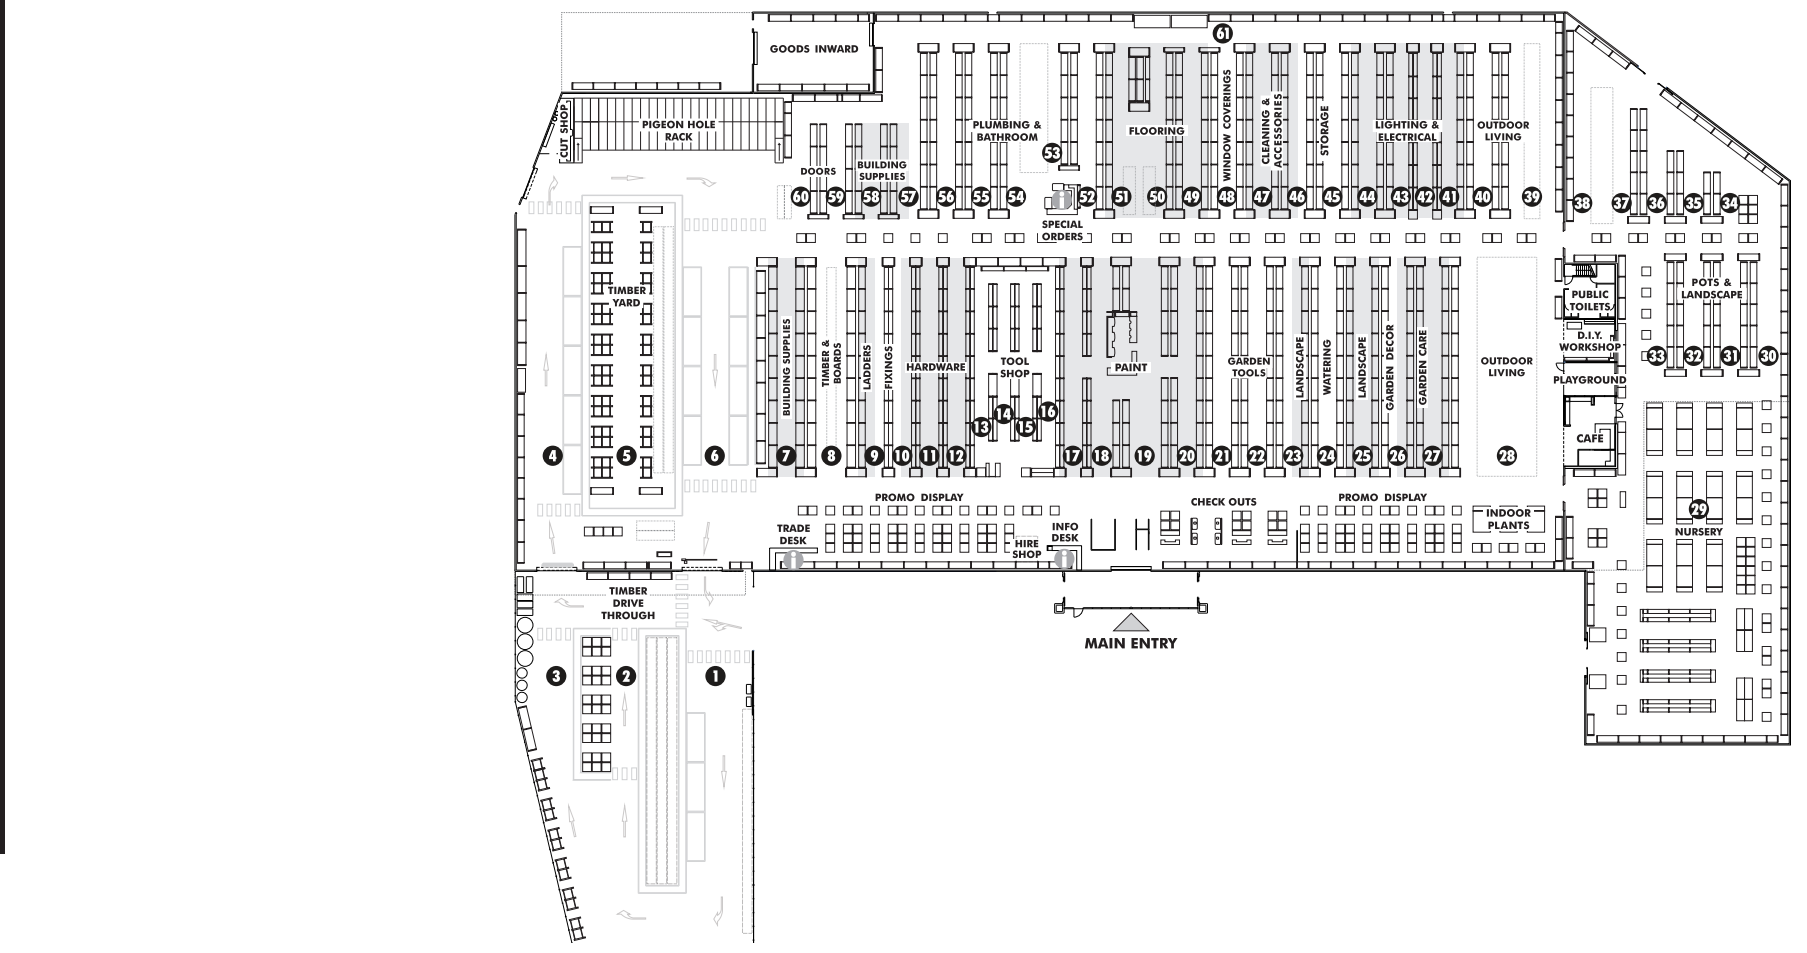 61
GOODS INWARD
CUT SHOP
PIGEON HOLE
RACK
DOORS
BUILDING
SUPPLIES
PLUMBING &
BATHROOM
53
FLOORING
WINDOW COVERINGS
CLEANING &
ACCESSORIES
STORAGE
LIGHTING &
ELECTRICAL
OUTDOOR
LIVING
60
59
58
57
56
55
54
52
51
50
49
48
47
46
45
44
43
42
41
40
39
38
37
36
35
34
SPECIAL
ORDERS
TIMBER
YARD
PUBLIC
TOILETS
D.I.Y.
WORKSHOP
PLAYGROUND
CAFE
POTS &
LANDSCAPE
33
32
31
30
BUILDING SUPPLIES
TIMBER &
BOARDS
LADDERS
FIXINGS
HARDWARE
TOOL
SHOP
PAINT
GARDEN
TOOLS
LANDSCAPE
WATERING
LANDSCAPE
GARDEN DECOR
GARDEN CARE
OUTDOOR
LIVING
13
14
15
16
4
5
6
7
8
9
10
11
12
17
18
19
20
21
22
23
24
25
26
27
28
29
NURSERY
PROMO DISPLAY
CHECK OUTS
PROMO DISPLAY
INDOOR
PLANTS
TRADE
DESK
HIRE
SHOP
INFO
DESK
TIMBER
DRIVE
THROUGH
MAIN ENTRY
3
2
1